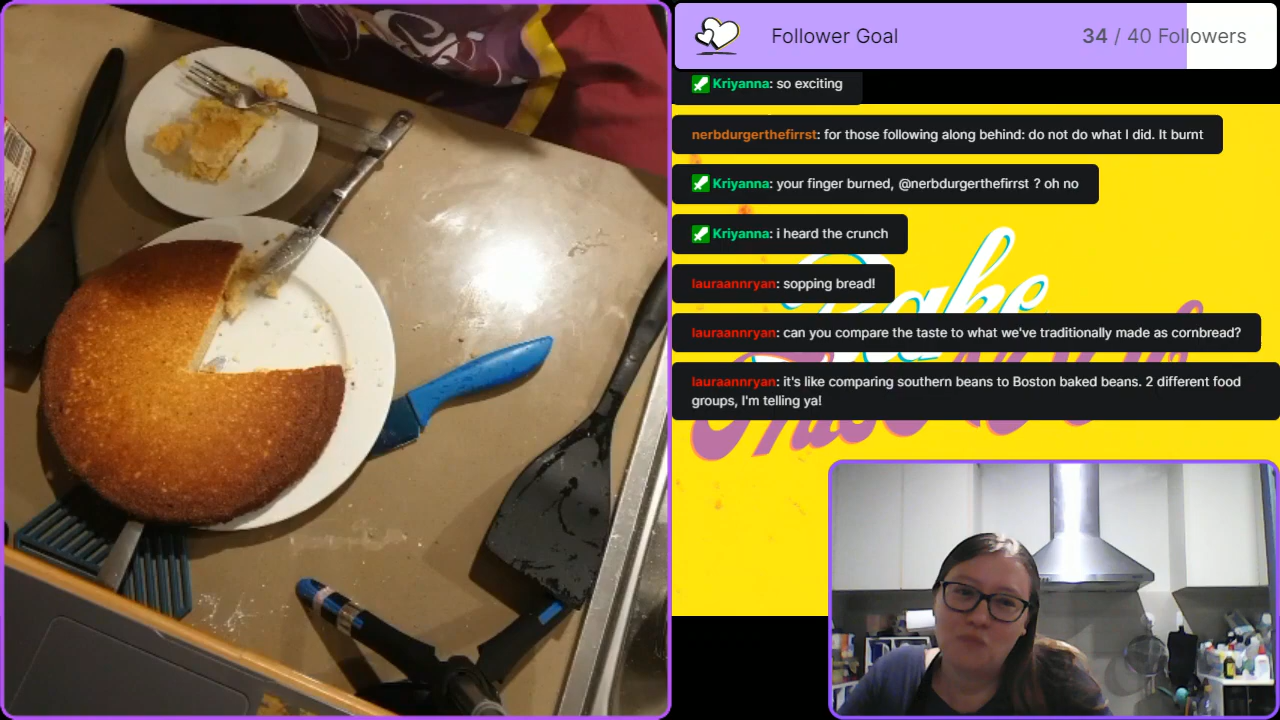 Follower Goal 34 / 40 Followers
Kriyanna: so exciting
nerbdurgerthefirrst: for those following along behind: do not do what I did. It burnt
Kriyanna: your finger burned, @nerbdurgerthefirrst ? oh no
Kriyanna: i heard the crunch
lauraannryan: sopping bread!
lauraannryan: can you compare the taste to what we've traditionally made as cornbread?
lauraannryan: it's like comparing southern beans to Boston baked beans. 2 different food
groups, I'm telling ya!
Bake